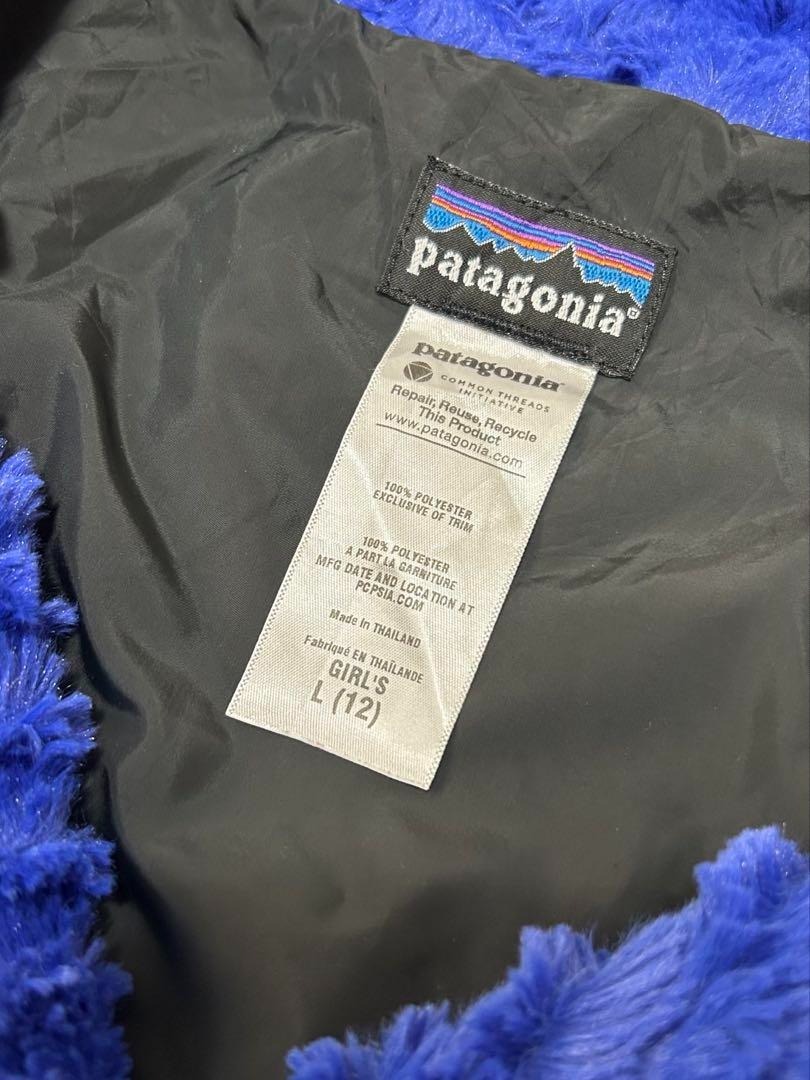 patagonia®
patagonia
COMMON THREADS
INITIATIVE
Repair, Reuse, Recycle
This Product
www.patagonia.com
100% POLYESTER
EXCLUSIVE OF TRIM
100% POLYESTER
A PART LA GARNITURE
MFG DATE AND LOCATION AT
PCPSIA.COM
Made in THAILAND
Fabriqué EN THAÏLANDE
GIRL'S
L (12)